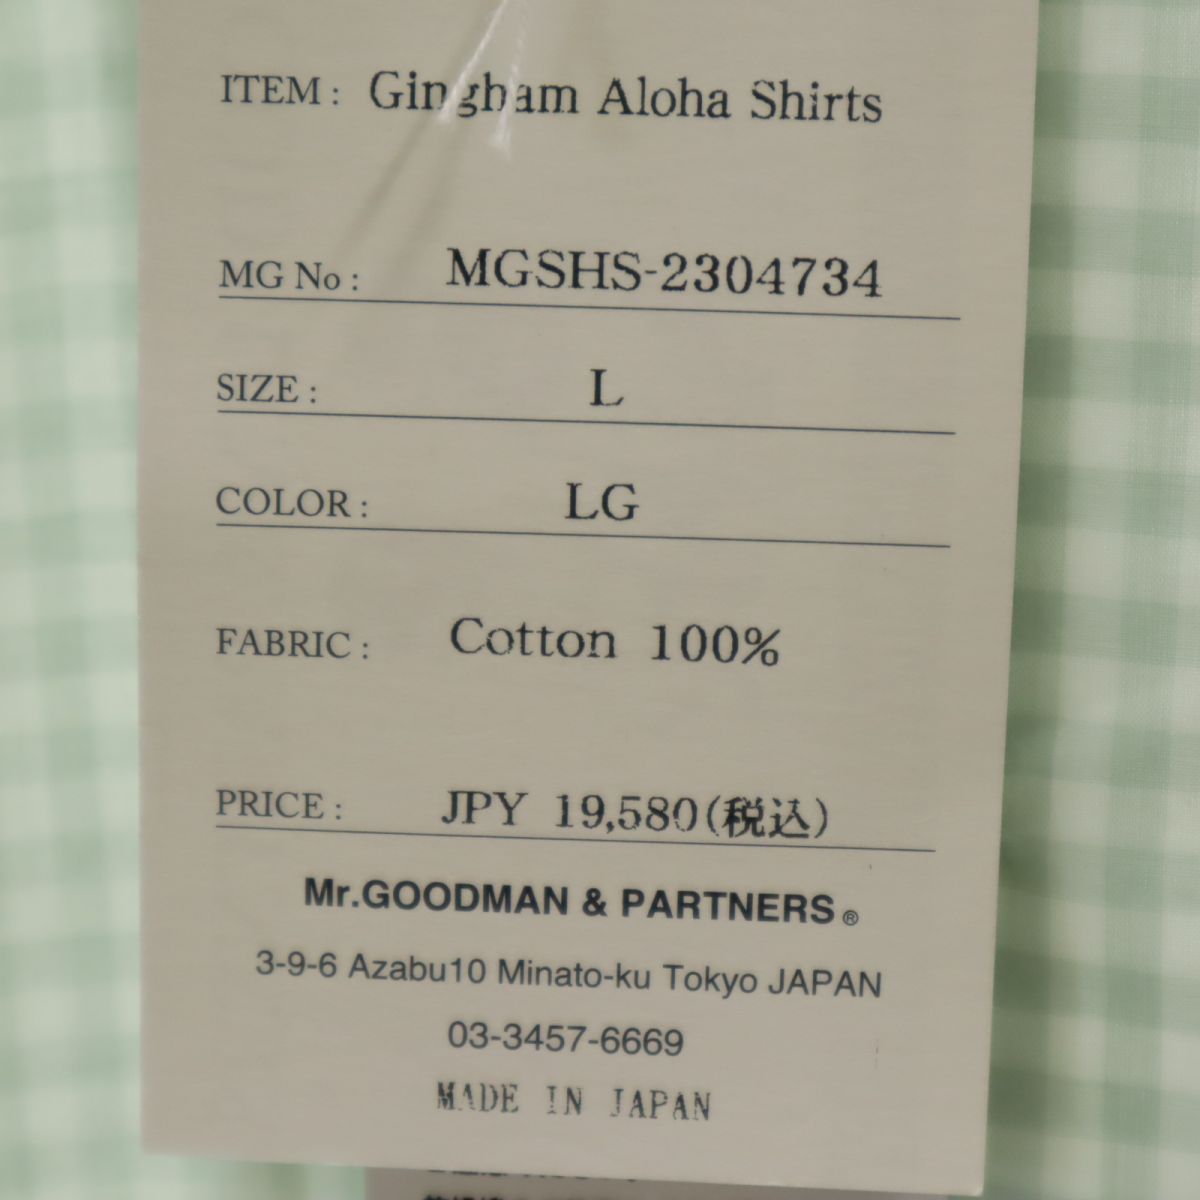 ITEM : Gingham Aloha Shirts
MG No : MGSHS-2304734
SIZE : L
COLOR : LG
FABRIC : Cotton 100%
PRICE : JPY 19,580(税込)
Mr.GOODMAN & PARTNERS®
3-9-6 Azabu10 Minato-ku Tokyo JAPAN
03-3457-6669
MADE IN JAPAN